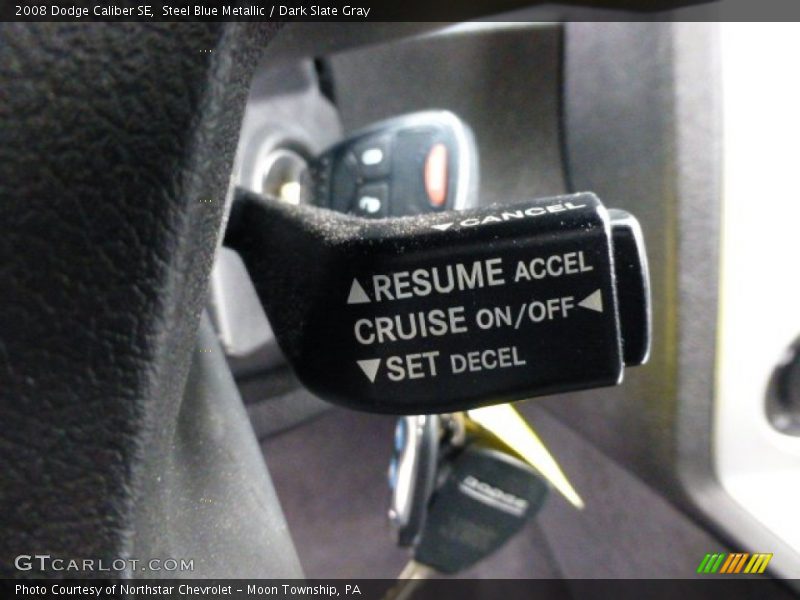 2008 Dodge Caliber SE,  Steel Blue Metallic / Dark Slate Gray
▼CANCEL
▲RESUME ACCEL
CRUISE ON/OFF◀
▼SET DECEL
DODGE
GTCARLOT.COM
Photo Courtesy of Northstar Chevrolet - Moon Township, PA